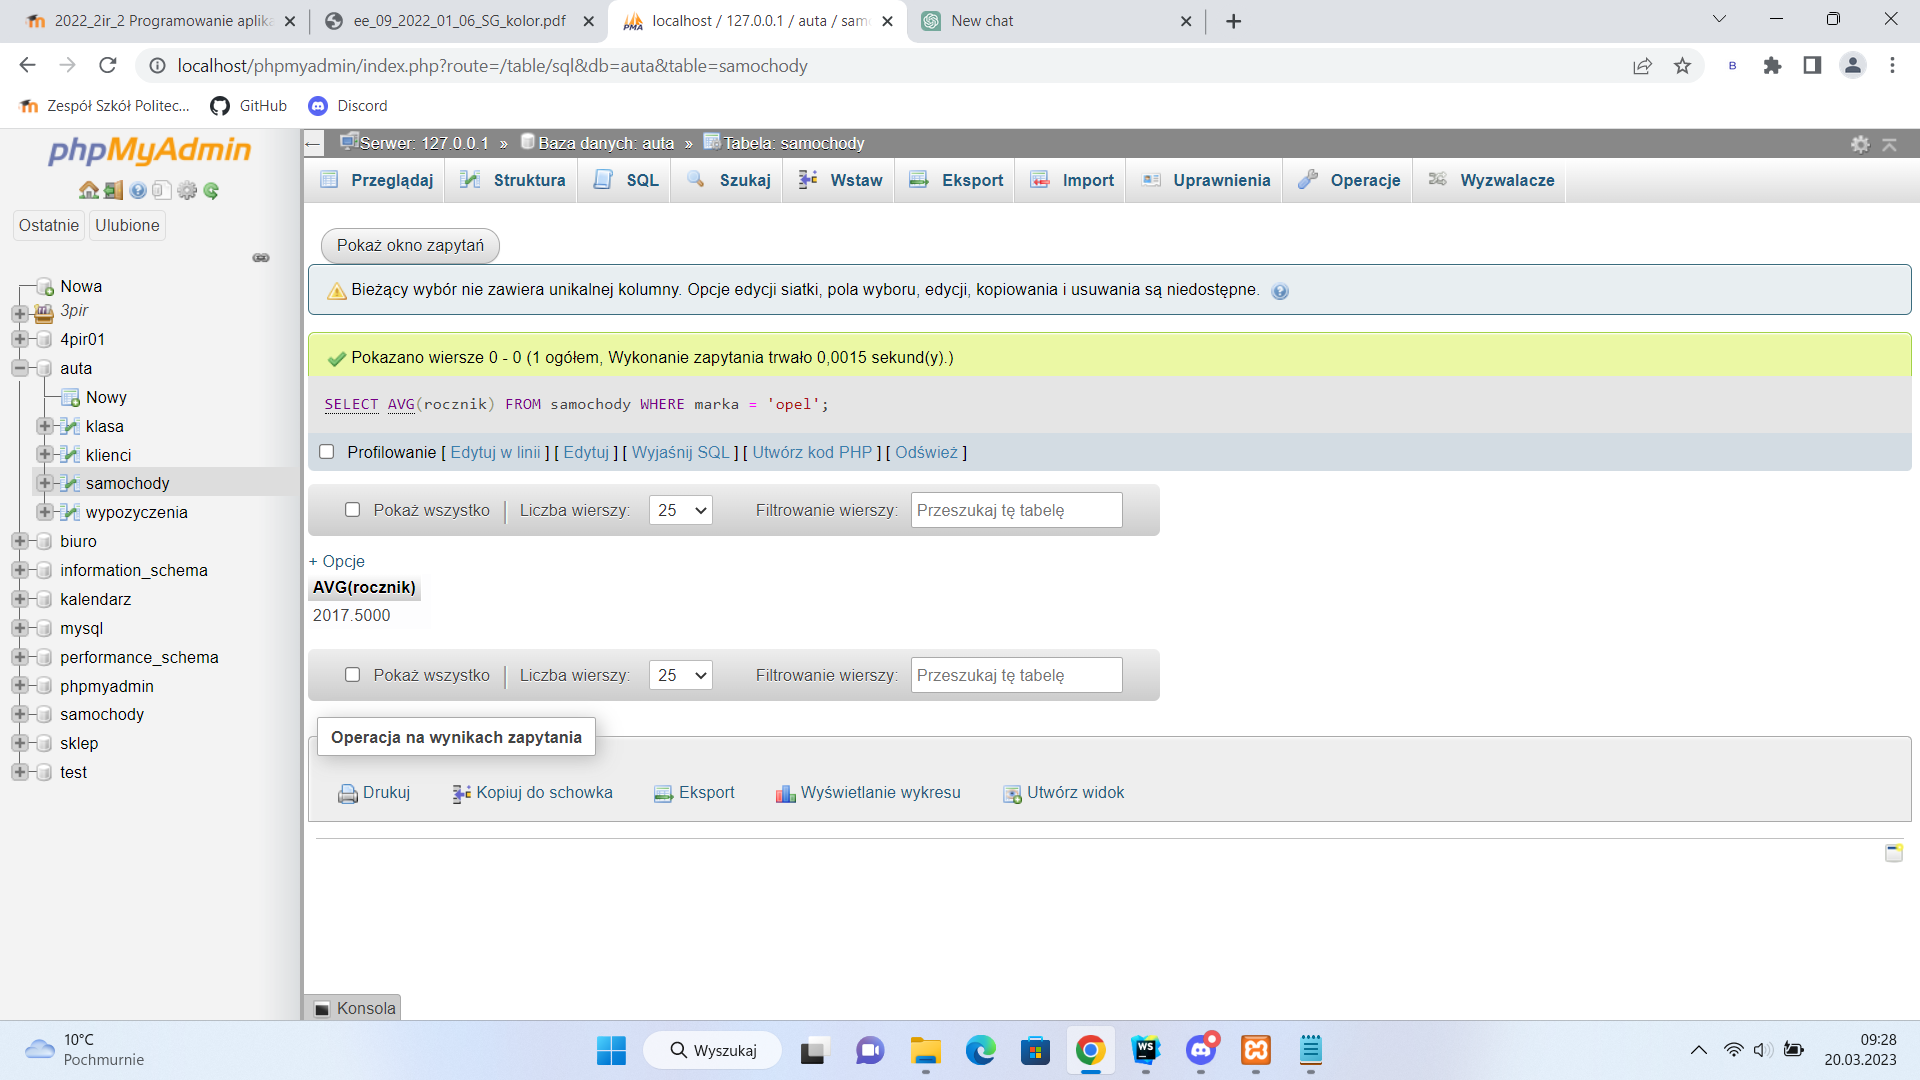 2022_2ir_2 Programowanie aplika
ee_09_2022_01_06_SG_kolor.pdf
localhost / 127.0.0.1 / auta / sam
New chat
localhost/phpmyadmin/index.php?route=/table/sql&db=auta&table=samochody
B
Zespół Szkół Politec...
GitHub
Discord
phpMyAdmin
Ostatnie
Ulubione
Nowa
3pir
4pir01
auta
Nowy
klasa
klienci
samochody
wypozyczenia
biuro
information_schema
kalendarz
mysql
performance_schema
phpmyadmin
samochody
sklep
test
← Serwer: 127.0.0.1 » Baza danych: auta » Tabela: samochody
Przeglądaj
Struktura
SQL
Szukaj
Wstaw
Eksport
Import
Uprawnienia
Operacje
Wyzwalacze
Pokaż okno zapytań
Bieżący wybór nie zawiera unikalnej kolumny. Opcje edycji siatki, pola wyboru, edycji, kopiowania i usuwania są niedostępne.
Pokazano wiersze 0 - 0 (1 ogółem, Wykonanie zapytania trwało 0,0015 sekund(y).)
SELECT AVG(rocznik) FROM samochody WHERE marka = 'opel';
Profilowanie [ Edytuj w linii ] [ Edytuj ] [ Wyjaśnij SQL ] [ Utwórz kod PHP ] [ Odśwież ]
Pokaż wszystko | Liczba wierszy: 25 Filtrowanie wierszy: Przeszukaj tę tabelę
+ Opcje
AVG(rocznik)
2017.5000
Pokaż wszystko | Liczba wierszy: 25 Filtrowanie wierszy: Przeszukaj tę tabelę
Operacja na wynikach zapytania
Drukuj
Kopiuj do schowka
Eksport
Wyświetlanie wykresu
Utwórz widok
Konsola
10°C
Pochmurnie
Wyszukaj
WS
09:28
20.03.2023